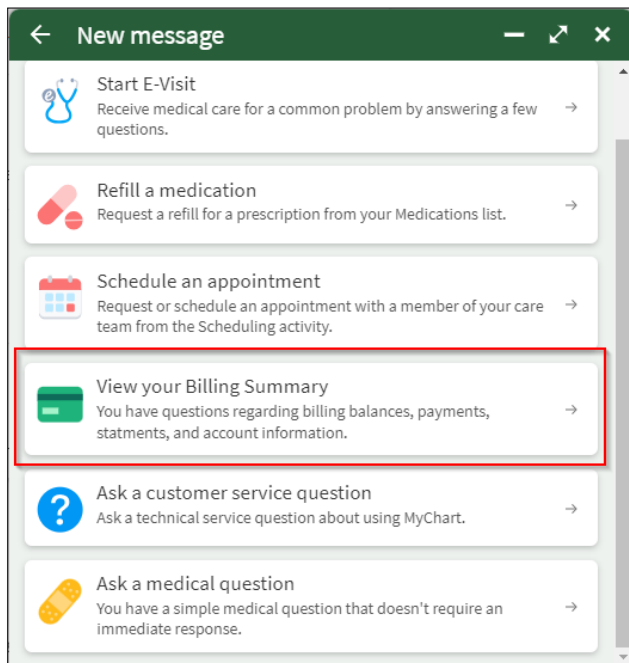 New message
Start E-Visit
Receive medical care for a common problem by answering a few
questions.
Refill a medication
Request a refill for a prescription from your Medications list.
Schedule an appointment
Request or schedule an appointment with a member of your care
team from the Scheduling activity.
View your Billing Summary
You have questions regarding billing balances, payments,
statments, and account information.
Ask a customer service question
Ask a technical service question about using MyChart.
Ask a medical question
You have a simple medical question that doesn't require an
immediate response.